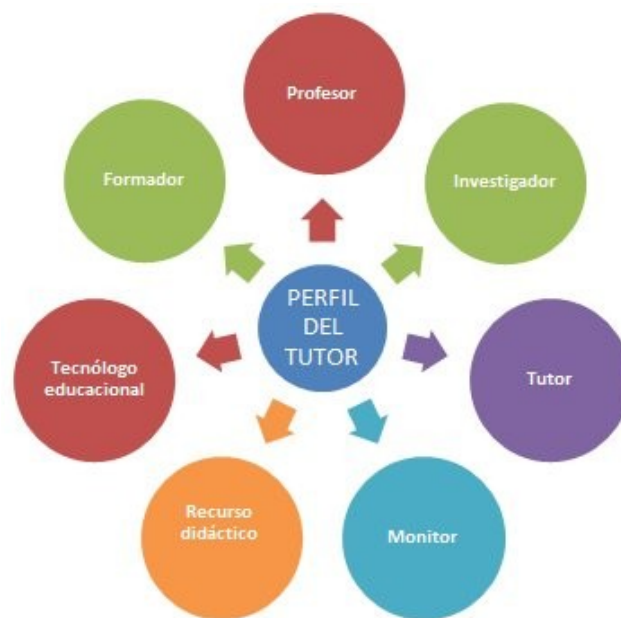 Profesor
Formador
Investigador
PERFIL
DEL
TUTOR
Tecnólogo
educacional
Tutor
Recurso
didáctico
Monitor